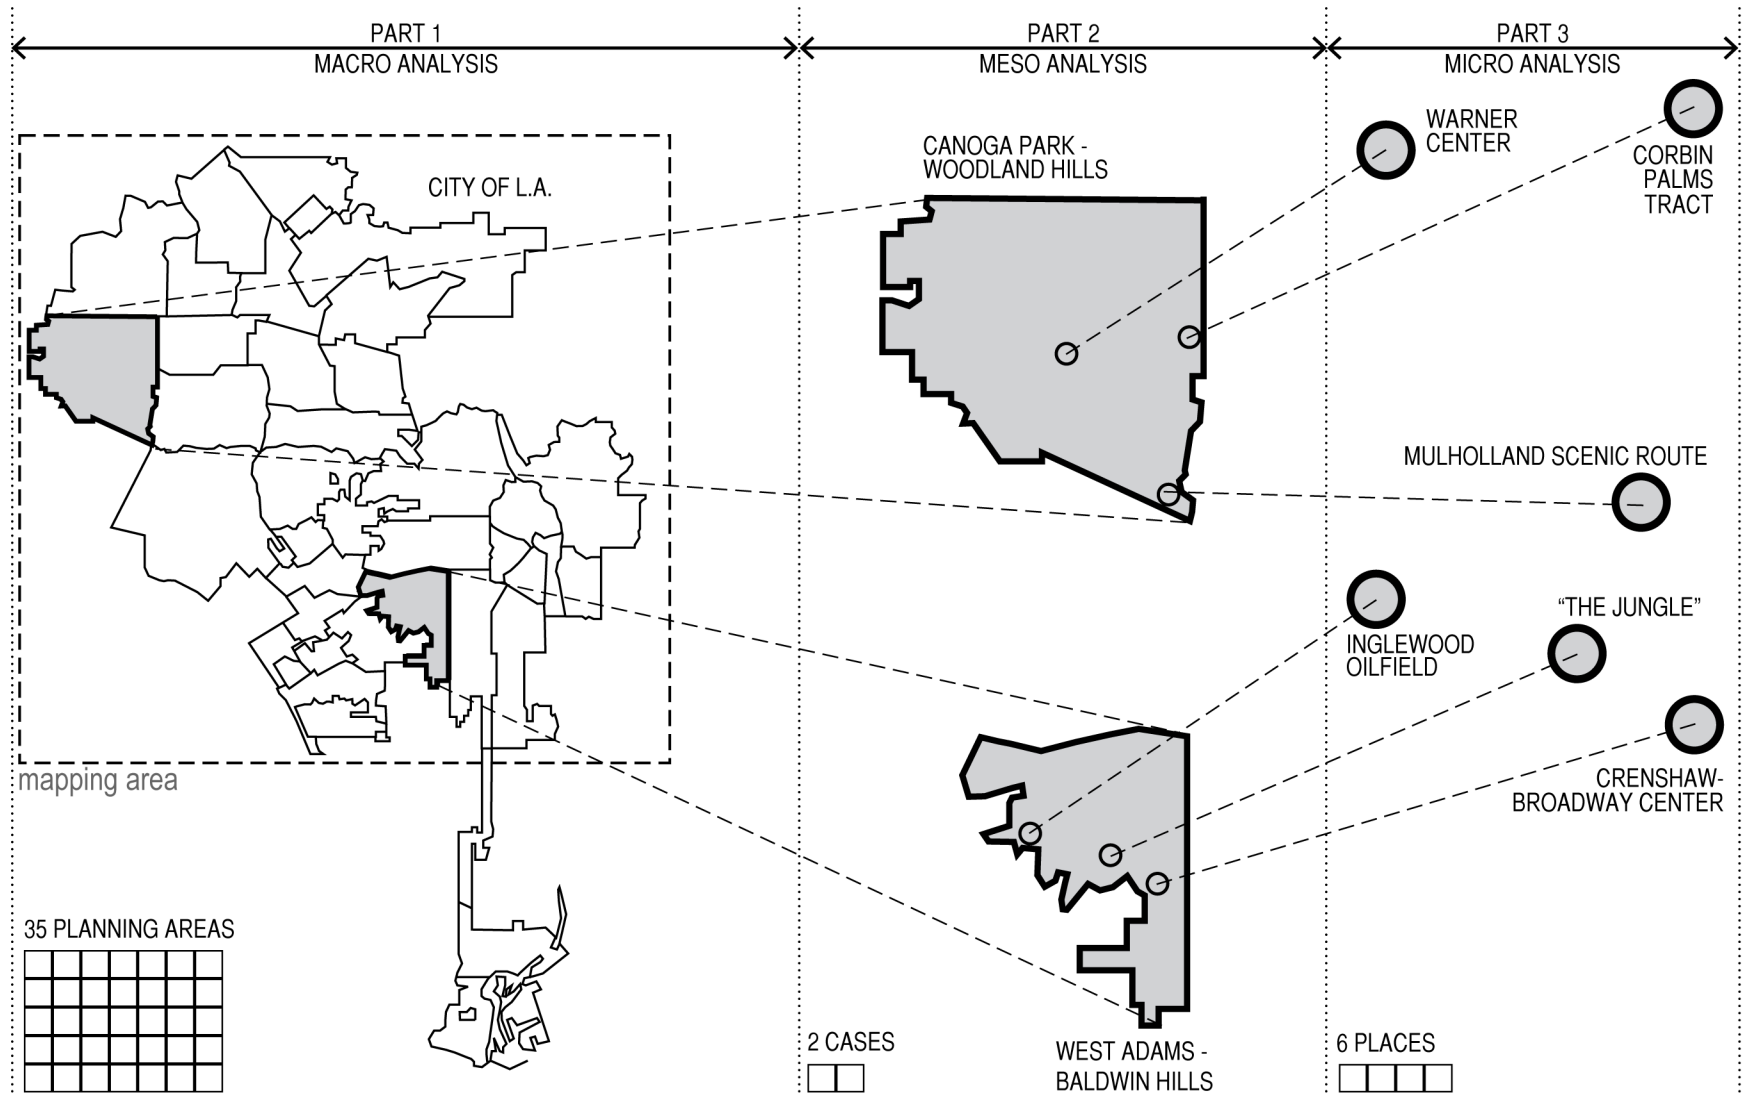 PART 1
MACRO ANALYSIS
PART 2
MESO ANALYSIS
PART 3
MICRO ANALYSIS
CITY OF L.A.
mapping area
35 PLANNING AREAS
CANOGA PARK -
WOODLAND HILLS
WEST ADAMS -
BALDWIN HILLS
2 CASES
WARNER
CENTER
CORBIN
PALMS
TRACT
MULHOLLAND SCENIC ROUTE
INGLEWOOD
OILFIELD
“THE JUNGLE”
CRENSHAW-
BROADWAY CENTER
6 PLACES